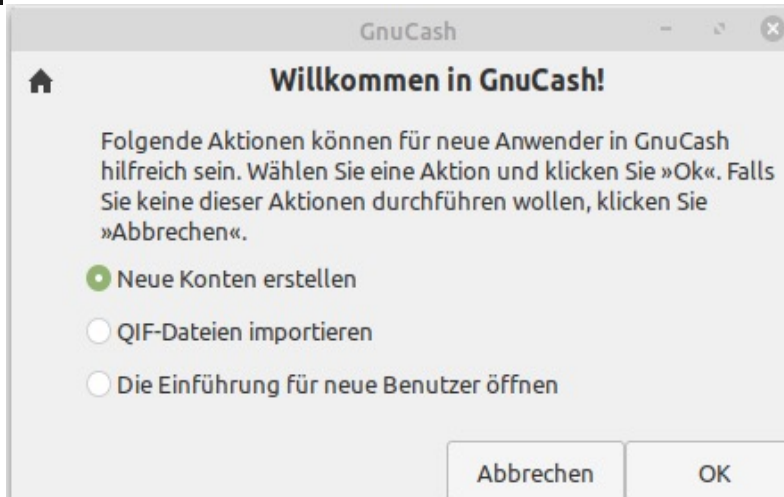 GnuCash
Willkommen in GnuCash!
Folgende Aktionen können für neue Anwender in GnuCash
hilfreich sein. Wählen Sie eine Aktion und klicken Sie »Ok«. Falls
Sie keine dieser Aktionen durchführen wollen, klicken Sie
»Abbrechen«.
Neue Konten erstellen
QIF-Dateien importieren
Die Einführung für neue Benutzer öffnen
Abbrechen OK